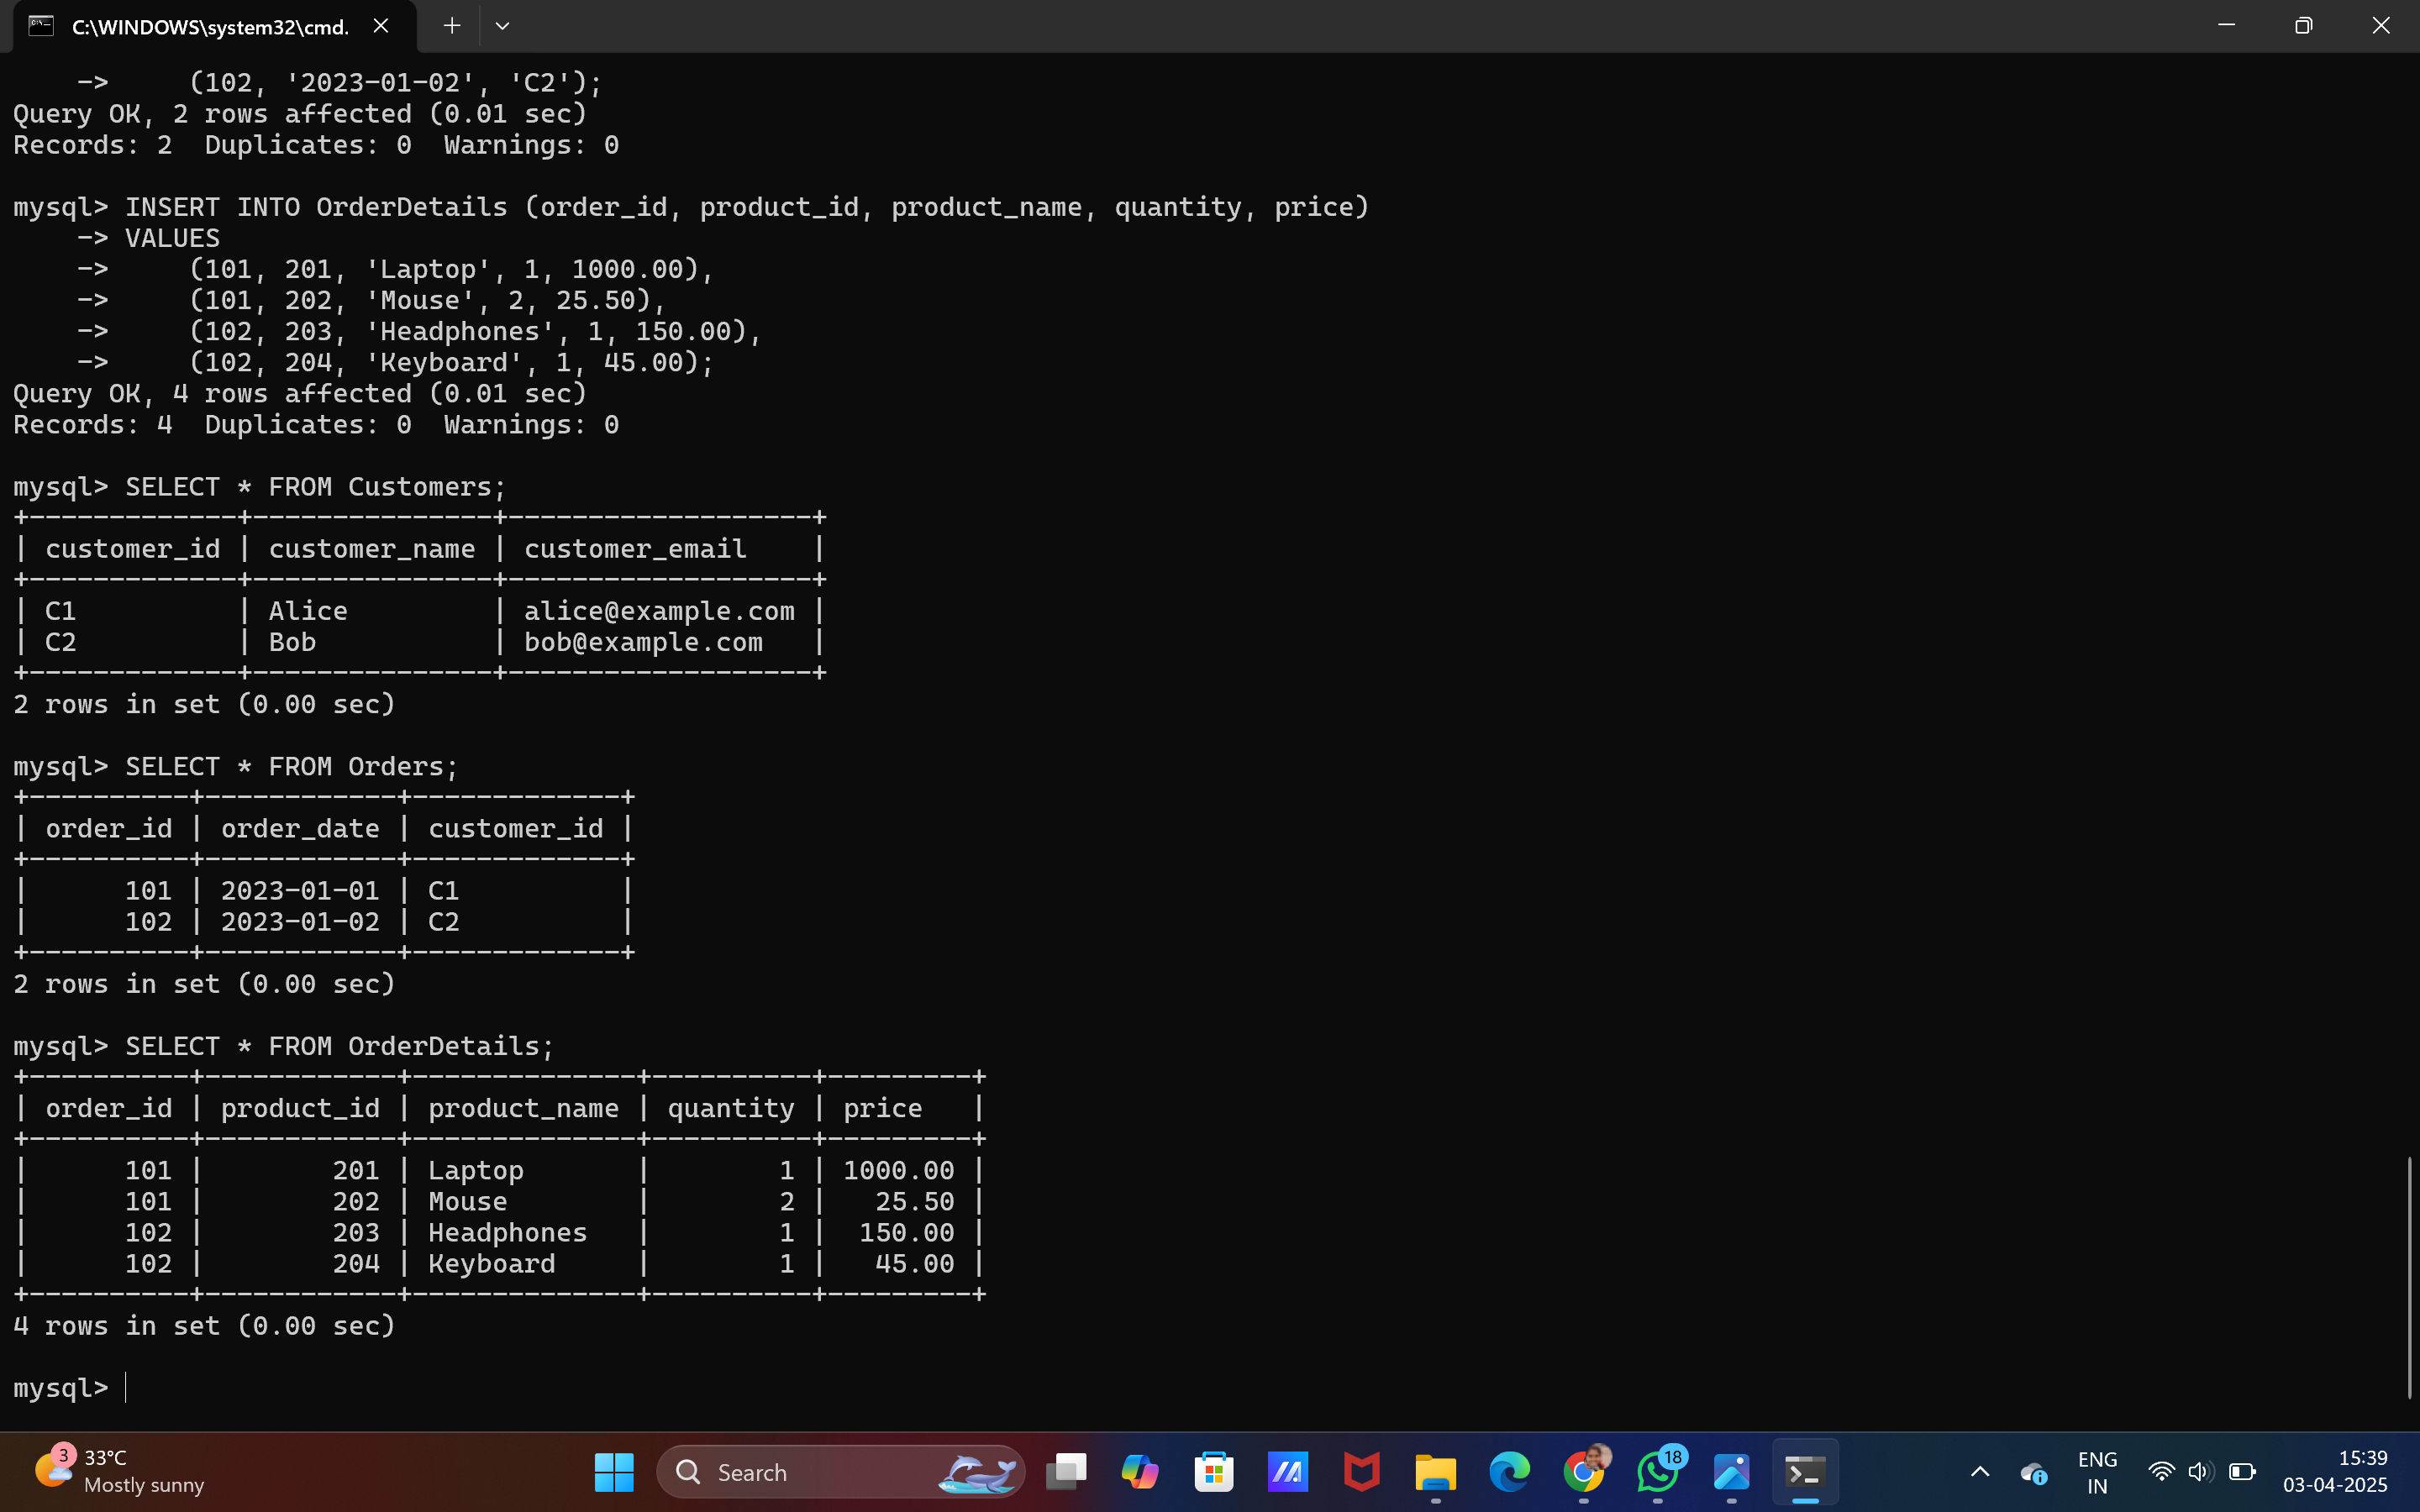 C:\WINDOWS\system32\cmd.
    ->     (102, '2023-01-02', 'C2');
Query OK, 2 rows affected (0.01 sec)
Records: 2  Duplicates: 0  Warnings: 0
mysql> INSERT INTO OrderDetails (order_id, product_id, product_name, quantity, price)
    -> VALUES
    ->     (101, 201, 'Laptop', 1, 1000.00),
    ->     (101, 202, 'Mouse', 2, 25.50),
    ->     (102, 203, 'Headphones', 1, 150.00),
    ->     (102, 204, 'Keyboard', 1, 45.00);
Query OK, 4 rows affected (0.01 sec)
Records: 4  Duplicates: 0  Warnings: 0
mysql> SELECT * FROM Customers;
+-------------+---------------+-------------------+
| customer_id | customer_name | customer_email    |
+-------------+---------------+-------------------+
| C1          | Alice         | alice@example.com |
| C2          | Bob           | bob@example.com   |
+-------------+---------------+-------------------+
2 rows in set (0.00 sec)
mysql> SELECT * FROM Orders;
+----------+------------+-------------+
| order_id | order_date | customer_id |
+----------+------------+-------------+
|      101 | 2023-01-01 | C1          |
|      102 | 2023-01-02 | C2          |
+----------+------------+-------------+
2 rows in set (0.00 sec)
mysql> SELECT * FROM OrderDetails;
+----------+------------+--------------+----------+---------+
| order_id | product_id | product_name | quantity | price   |
+----------+------------+--------------+----------+---------+
|      101 |        201 | Laptop       |        1 | 1000.00 |
|      101 |        202 | Mouse        |        2 |   25.50 |
|      102 |        203 | Headphones   |        1 |  150.00 |
|      102 |        204 | Keyboard     |        1 |   45.00 |
+----------+------------+--------------+----------+---------+
4 rows in set (0.00 sec)
mysql>
3
33°C
Mostly sunny
Search
18
ENG
IN
15:39
03-04-2025